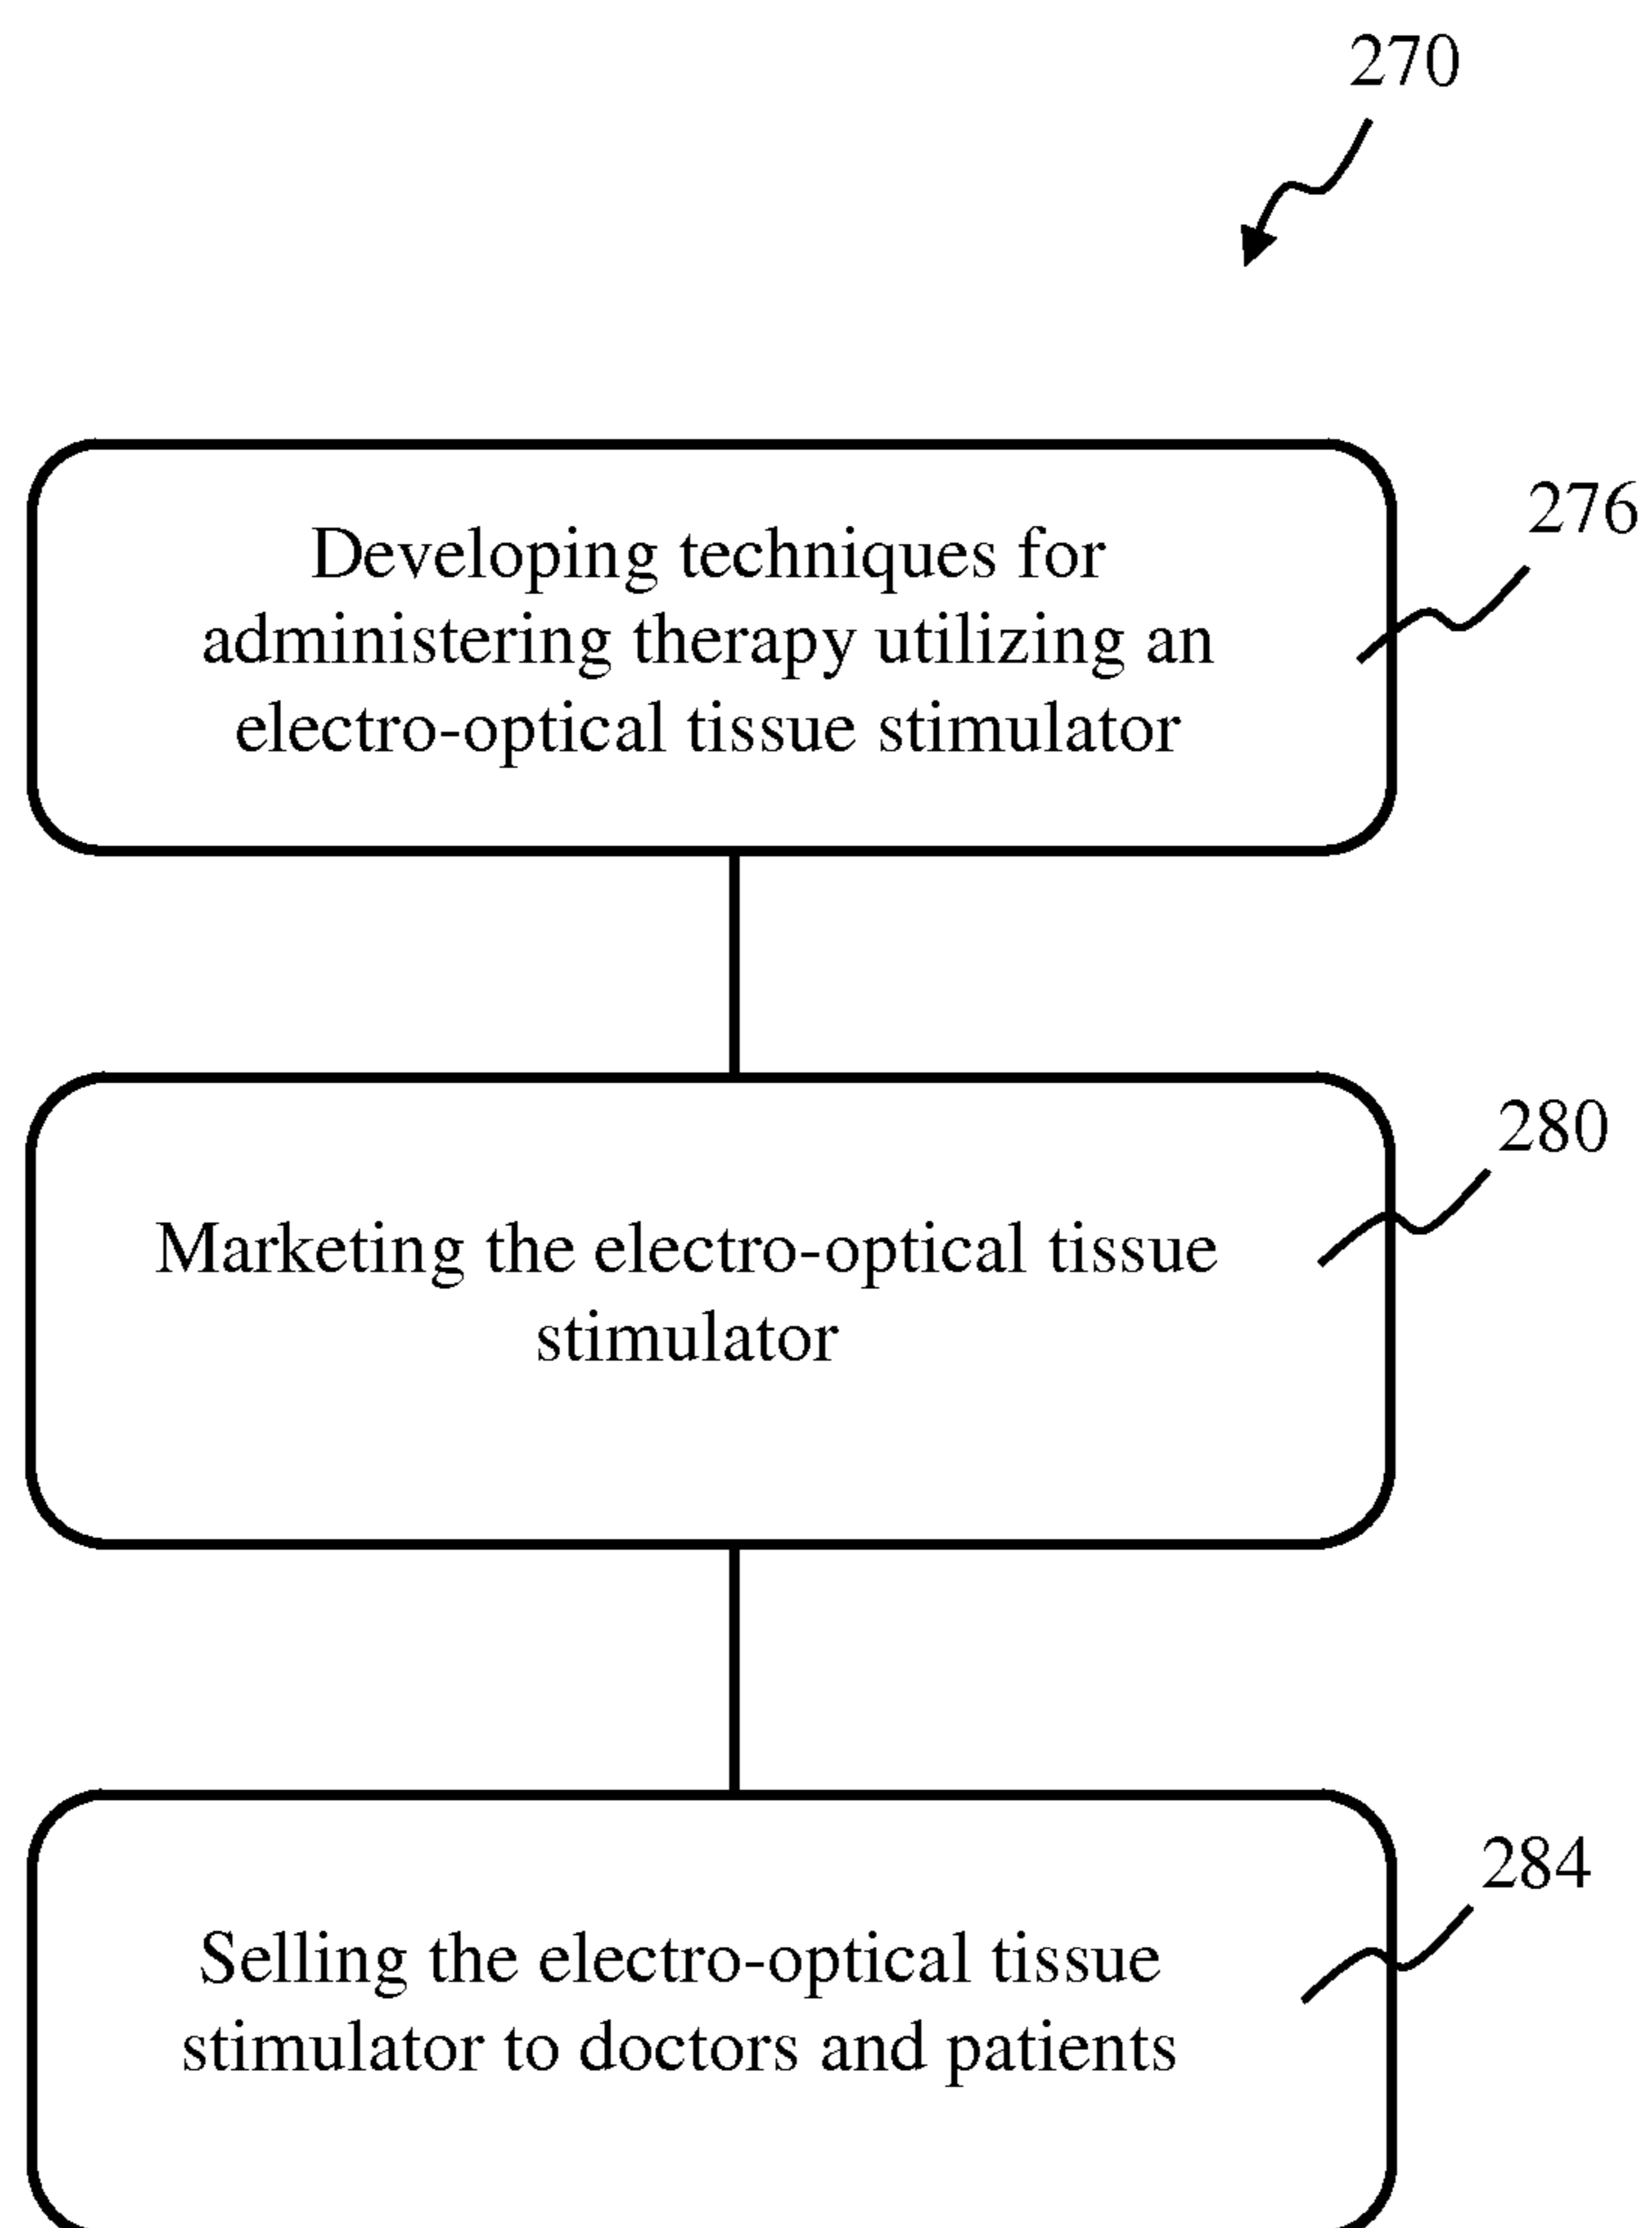 270
276
Developing techniques for
administering therapy utilizing an
electro-optical tissue stimulator
280
Marketing the electro-optical tissue
stimulator
284
Selling the electro-optical tissue
stimulator to doctors and patients